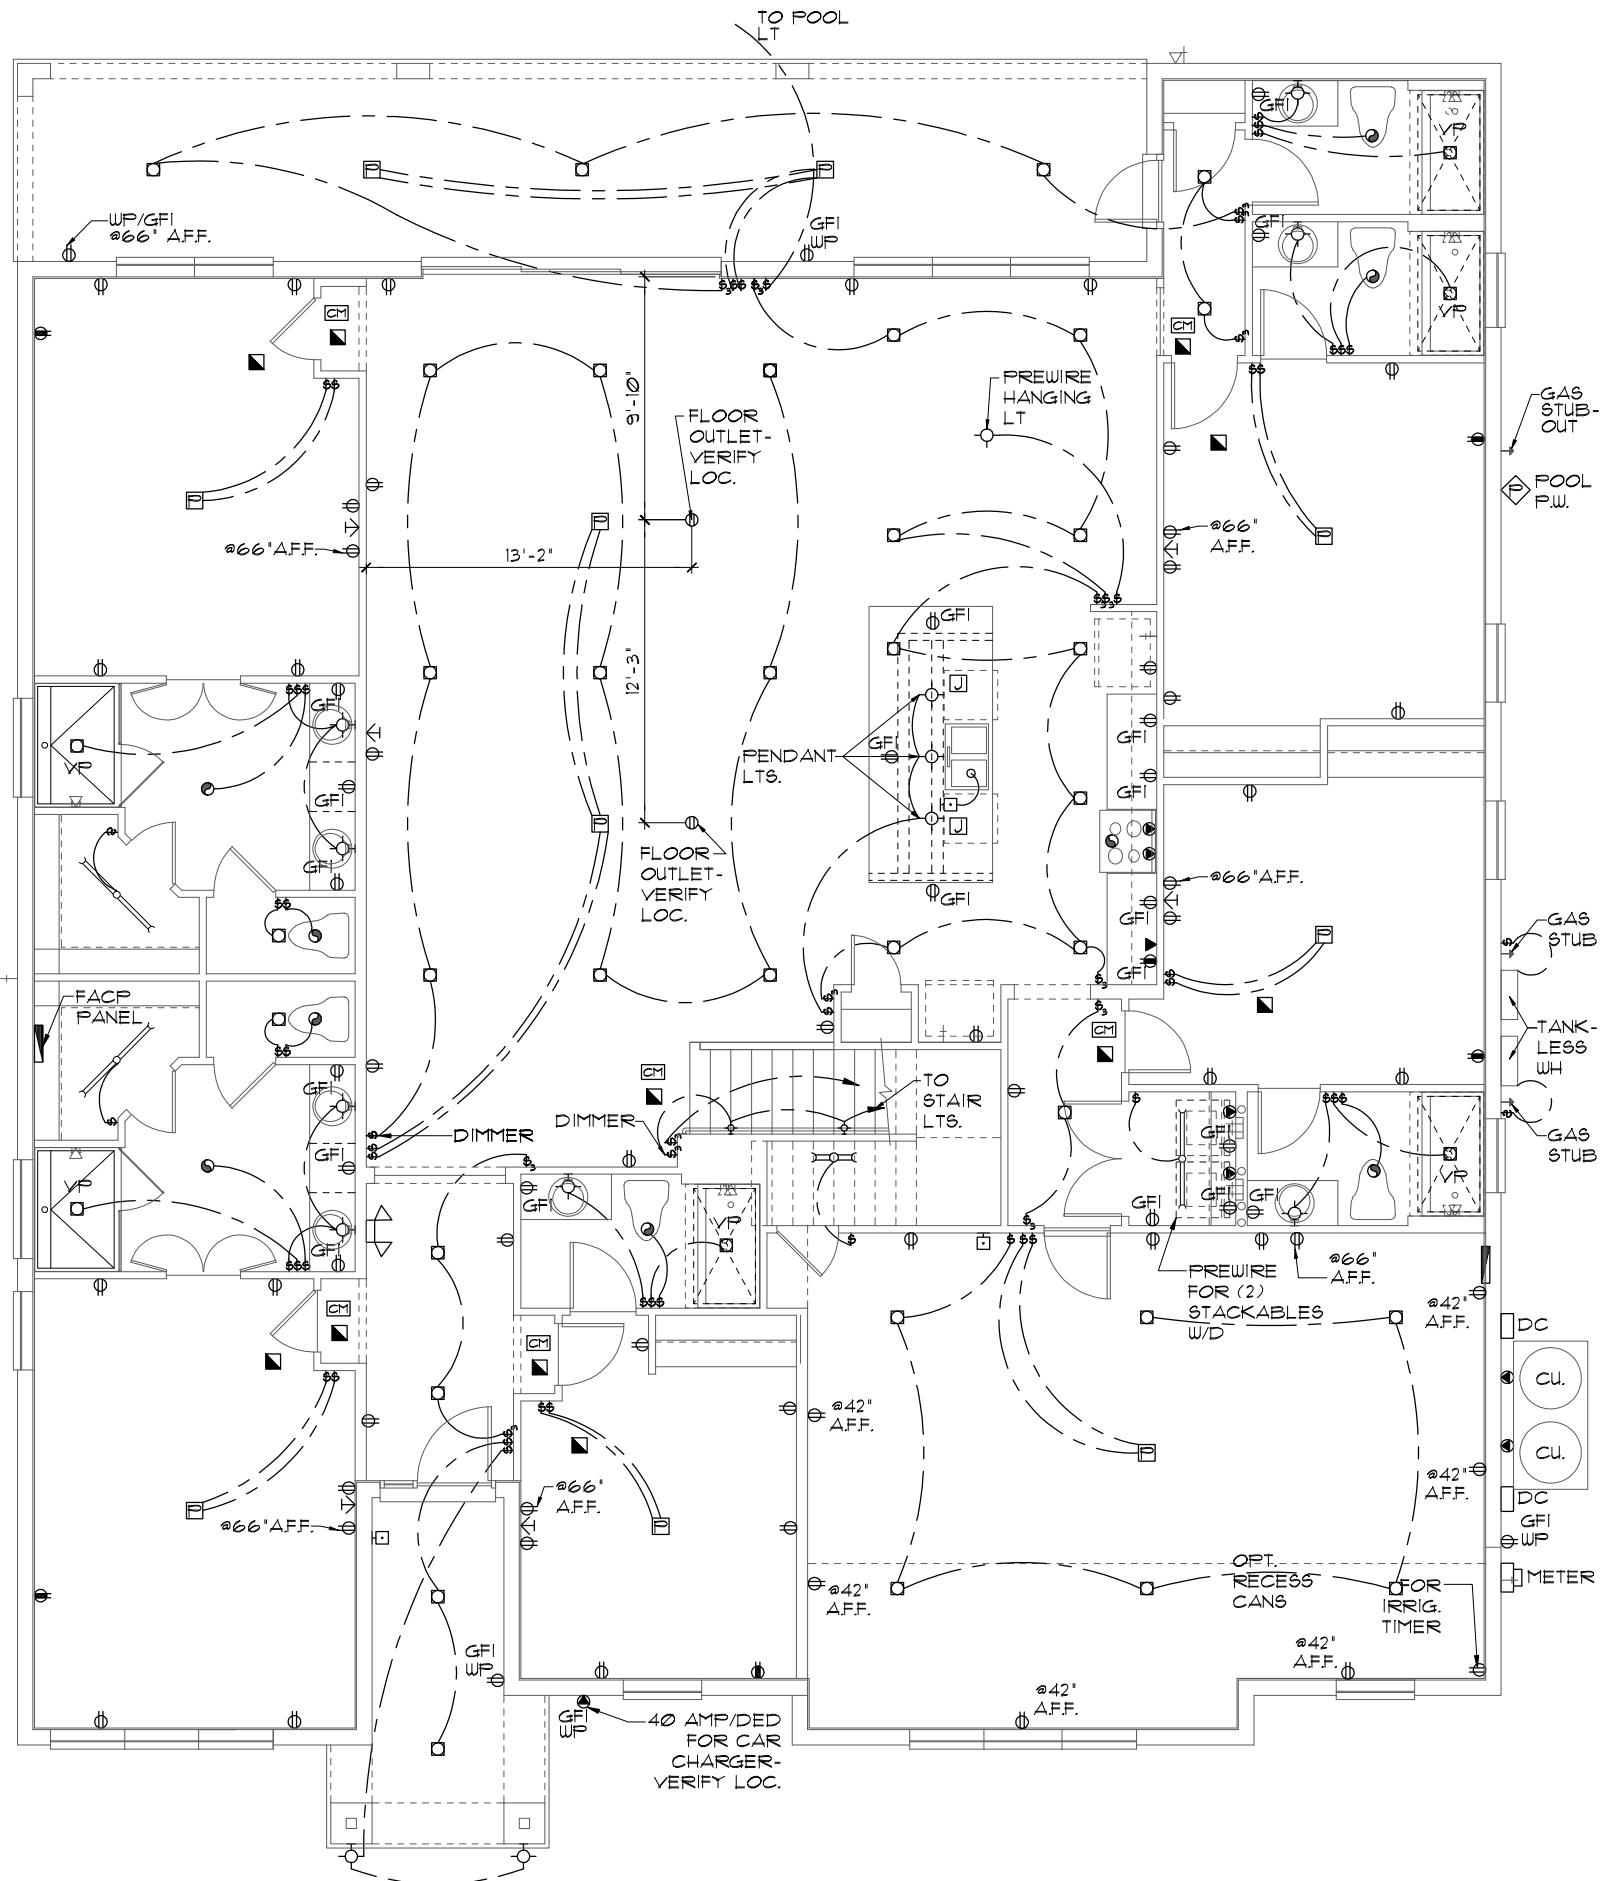 TO POOL
LT
WP/GFI
@66" A.F.F.
GFI
WP
GFI
VP
GFI
VP
CM
CM
$$
PREWIRE
HANGING
LT
9'-10"
FLOOR
OUTLET-
VERIFY
LOC.
GAS
STUB-
OUT
P
POOL
P.W.
@66"
A.F.F.
@66" A.F.F.
13'-2"
GFI
12'-3"
J
GFI
VP
GFI
PENDANT
LTS.
GFI
GFI
GFI
GFI
J
FLOOR
OUTLET-
VERIFY
LOC.
@66" A.F.F.
GFI
GFI
GFI
GAS
STUB
FACP
PANEL
TANK-
LESS
WH
CM
CM
TO
STAIR
LTS.
DIMMER
DIMMER
GFI
GFI
GFI
GAS
STUB
VP
GFI
VP
GFI
GFI
GFI
GFI
VP
GFI
@66"
A.F.F.
PREWIRE
FOR (2)
STACKABLES
W/D
@42"
A.F.F.
DC
CM
CM
CU.
@42"
A.F.F.
CU.
@42"
A.F.F.
@66"
A.F.F.
@66" A.F.F.
DC
GFI
WP
OPT.
RECESS
CANS
METER
@42"
A.F.F.
FOR
IRRIG.
TIMER
GFI
WP
@42"
A.F.F.
@42"
A.F.F.
GFI
WP
40 AMP/DED
FOR CAR
CHARGER-
VERIFY LOC.